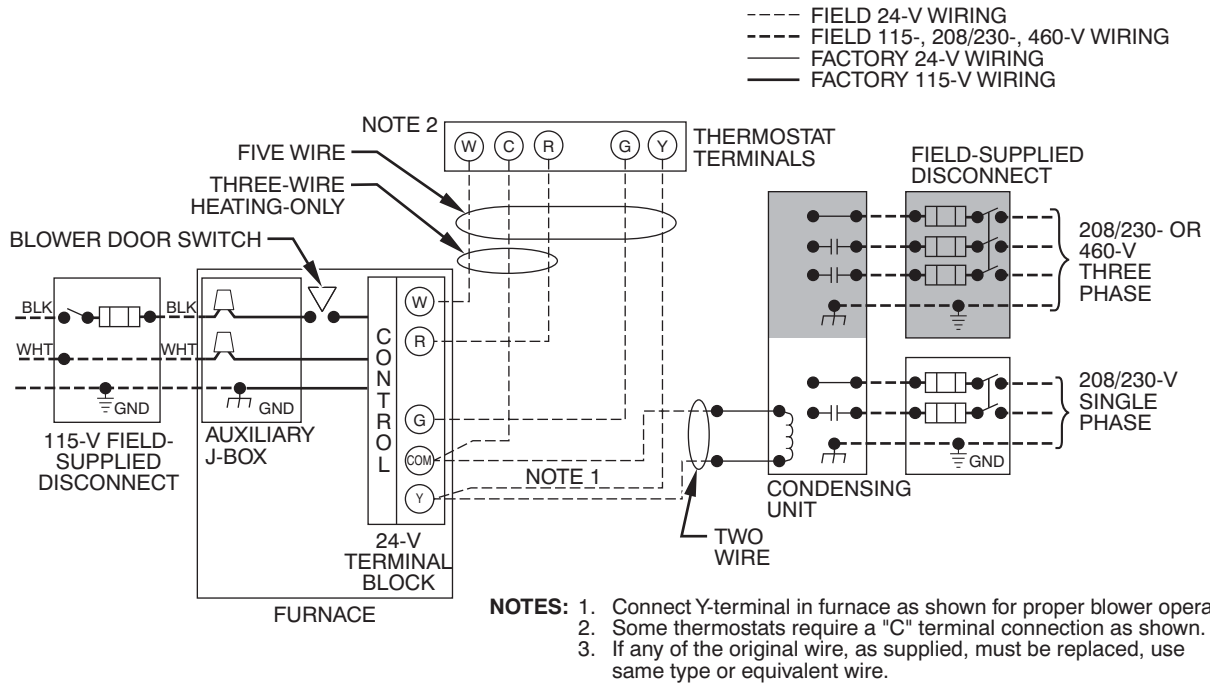 FIELD 24-V WIRING
FIELD 115-, 208/230-, 460-V WIRING
FACTORY 24-V WIRING
FACTORY 115-V WIRING
NOTE 2
W C R G Y
THERMOSTAT
TERMINALS
FIVE WIRE
THREE-WIRE
HEATING-ONLY
BLOWER DOOR SWITCH
FIELD-SUPPLIED
DISCONNECT
208/230- OR
460-V
THREE
PHASE
BLK
BLK
WHT
WHT
GND
GND
115-V FIELD-
SUPPLIED
DISCONNECT
AUXILIARY
J-BOX
CONTROL
W
R
G
COM
Y
24-V
TERMINAL
BLOCK
FURNACE
NOTE 1
TWO
WIRE
CONDENSING
UNIT
GND
208/230-V
SINGLE
PHASE
NOTES: 1. Connect Y-terminal in furnace as shown for proper blower
2. Some thermostats require a "C" terminal connection as shown.
3. If any of the original wire, as supplied, must be replaced, use
same type or equivalent wire.